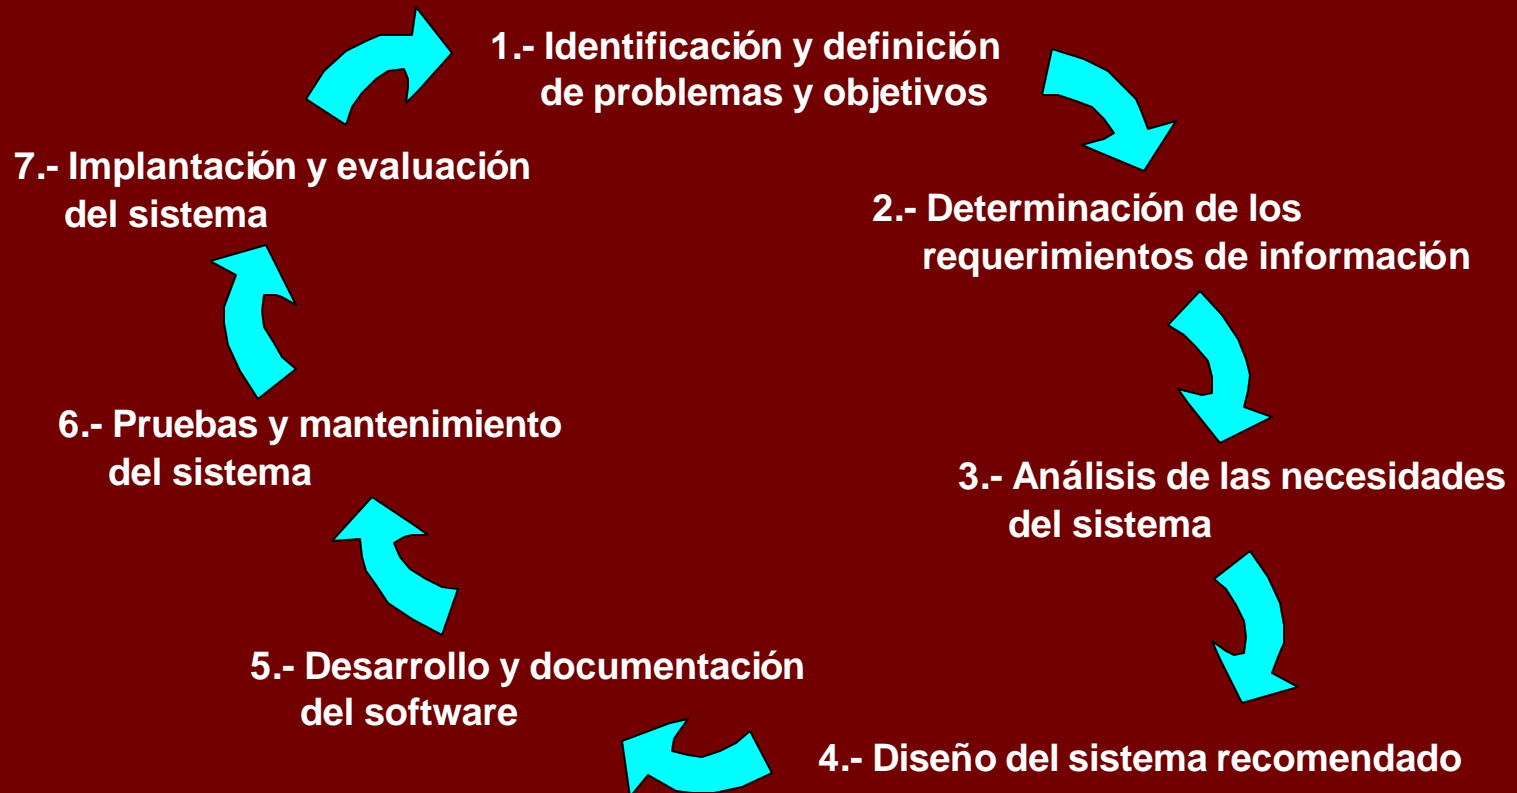 1.- Identificación y definición
de problemas y objetivos
2.- Determinación de los
requerimientos de información
3.- Análisis de las necesidades
del sistema
4.- Diseño del sistema recomendado
5.- Desarrollo y documentación
del software
6.- Pruebas y mantenimiento
del sistema
7.- Implantación y evaluación
del sistema